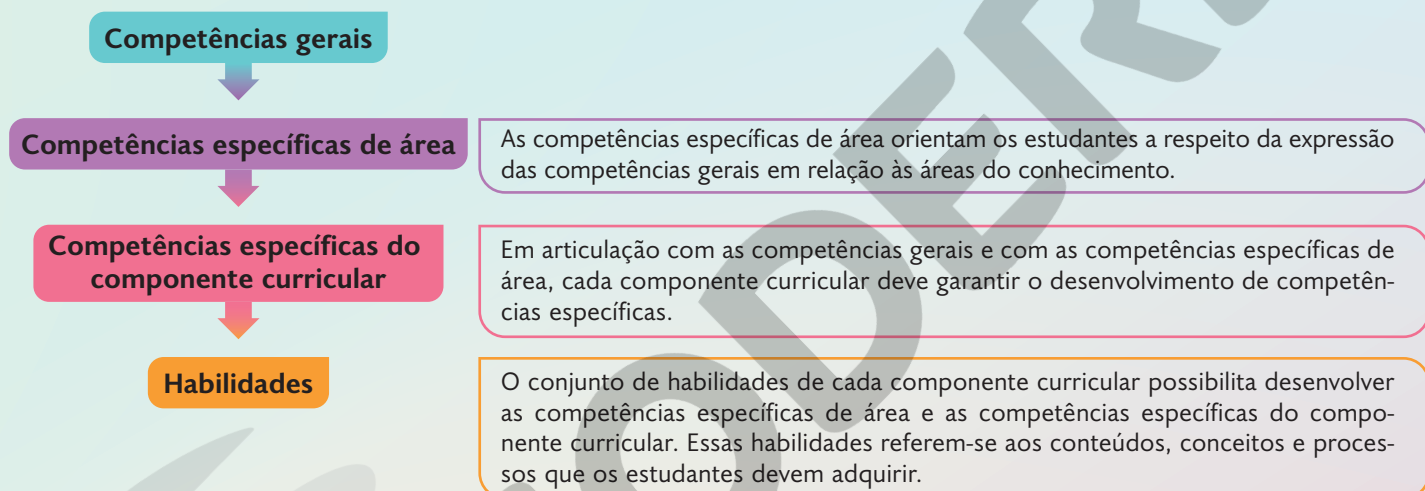 Competências gerais
Competências específicas de área
As competências específicas de área orientam os estudantes a respeito da expressão
das competências gerais em relação às áreas do conhecimento.
Competências específicas do
componente curricular
Em articulação com as competências gerais e com as competências específicas de
área, cada componente curricular deve garantir o desenvolvimento de competên-
cias específicas.
Habilidades
O conjunto de habilidades de cada componente curricular possibilita desenvolver
as competências específicas de área e as competências específicas do compo-
nente curricular. Essas habilidades referem-se aos conteúdos, conceitos e proces-
sos que os estudantes devem adquirir.